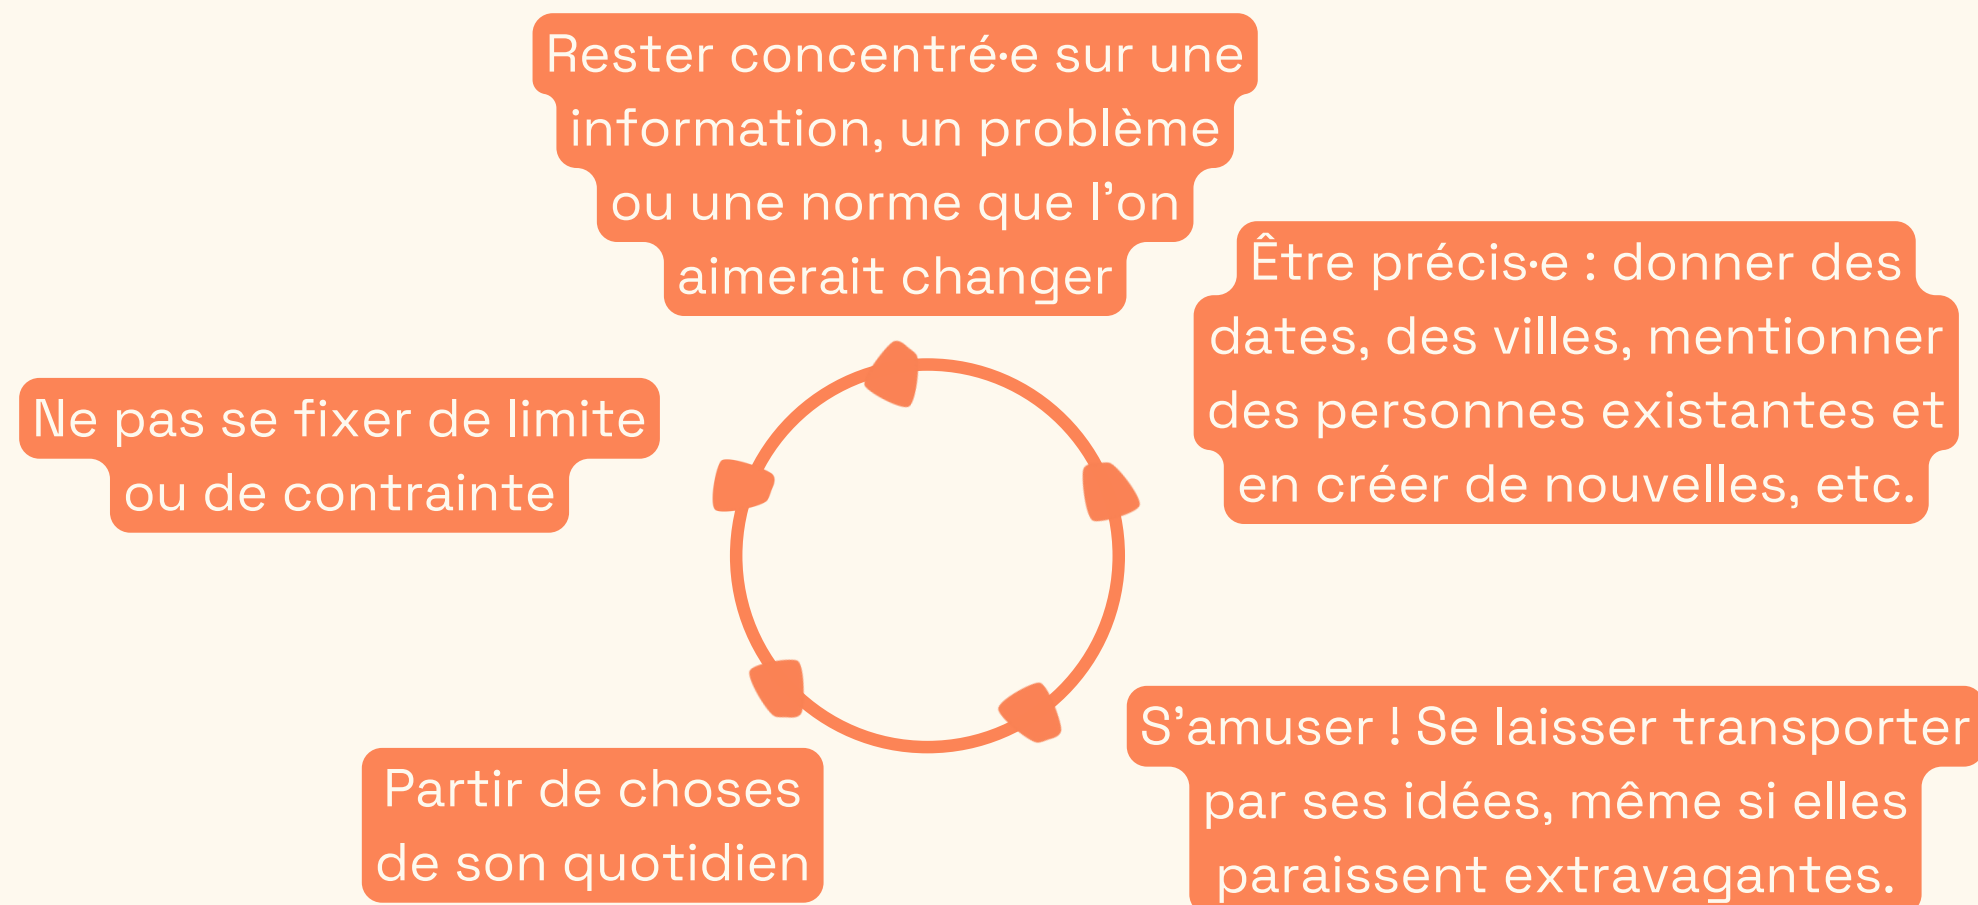 Rester concentré·e sur une
information, un problème
ou une norme que l’on
aimerait changer
Être précis·e : donner des
dates, des villes, mentionner
des personnes existantes et
en créer de nouvelles, etc.
S’amuser ! Se laisser transporter
par ses idées, même si elles
paraissent extravagantes.
Partir de choses
de son quotidien
Ne pas se fixer de limite
ou de contrainte